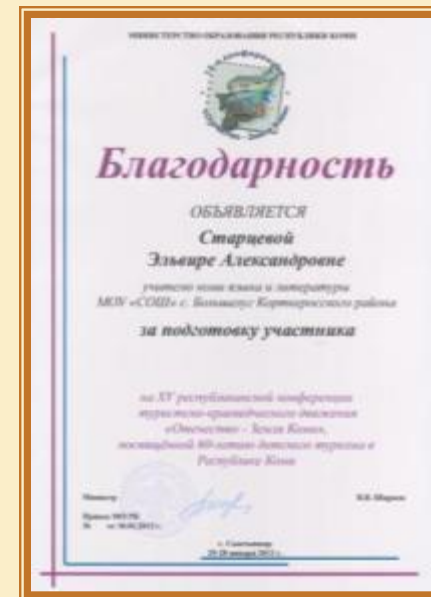 МИНИСТЕРСТВО ОБРАЗОВАНИЯ РЕСПУБЛИКИ КОМИ
Благодарность
ОБЪЯВЛЯЕТСЯ
Старцевой
Эльвире Александровне
учителю коми языка и литературы
МОУ «СОШ» с. Большелуг Корткеросского района
за подготовку участника
на XV республиканской конференции
туристско-краеведческого движения
«Отечество - Земля Коми»,
посвящённой 80-летию детского туризма в
Республике Коми
Министр
г. Сыктывкар